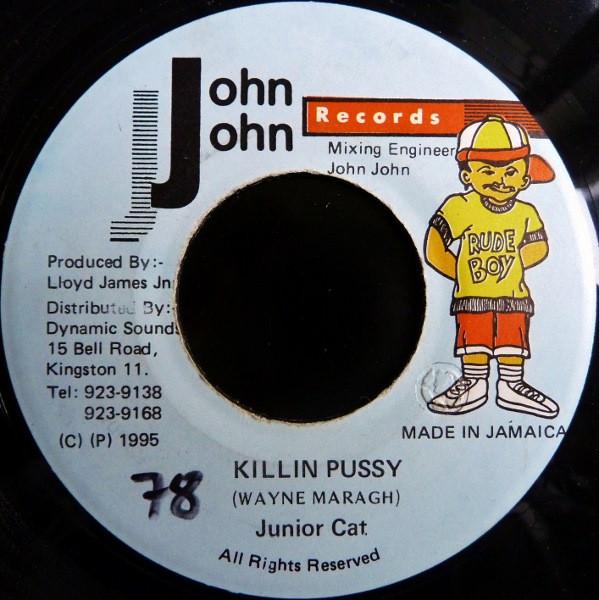 John
John
Records
Mixing Engineer
John John
RUDE
BOY
Produced By:-
Lloyd James Jn
Distributed By:-
Dynamic Sounds
15 Bell Road,
Kingston 11.
Tel: 923-9138
923-9168
(C) (P) 1995
MADE IN JAMAICA
78
KILLIN PUSSY
(WAYNE MARAGH)
Junior Cat
All Rights Reserved